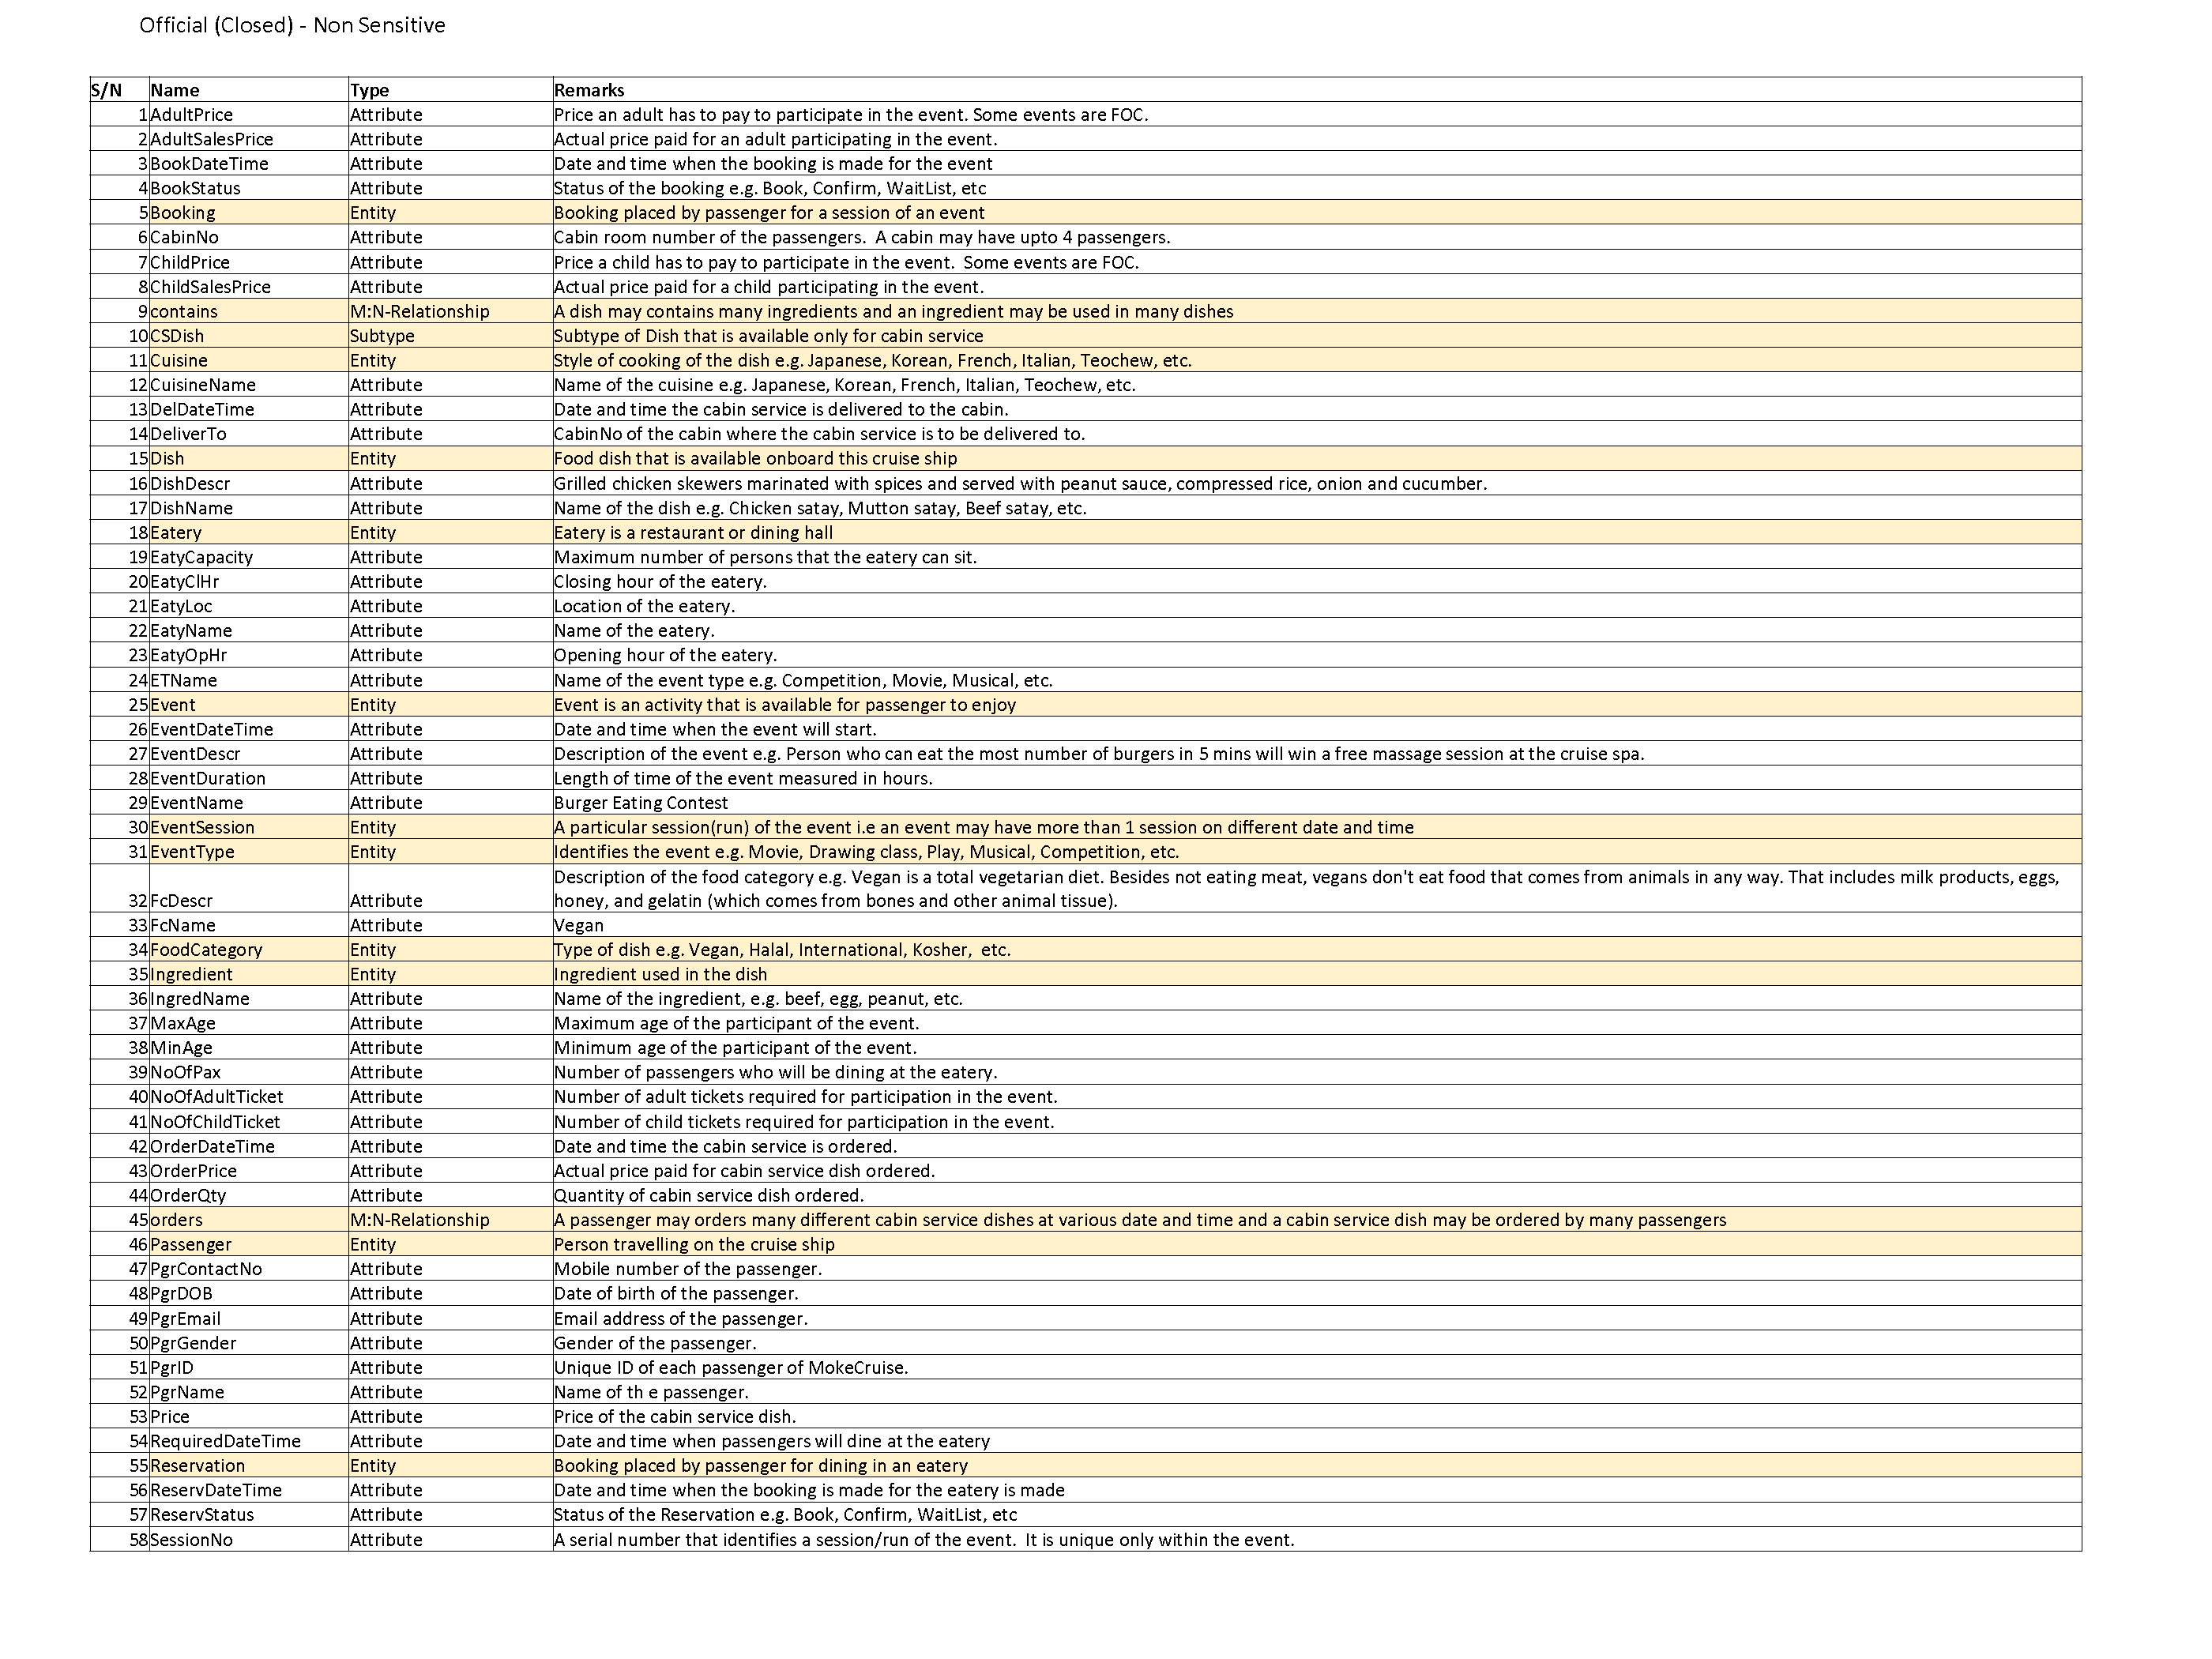 Official (Closed) - Non Sensitive
S/N Name Type Remarks
1 AdultPrice Attribute Price an adult has to pay to participate in the event. Some events are FOC.
2 AdultSalesPrice Attribute Actual price paid for an adult participating in the event.
3 BookDateTime Attribute Date and time when the booking is made for the event
4 BookStatus Attribute Status of the booking e.g. Book, Confirm, WaitList, etc
5 Booking Entity Booking placed by passenger for a session of an event
6 CabinNo Attribute Cabin room number of the passengers.  A cabin may have upto 4 passengers.
7 ChildPrice Attribute Price a child has to pay to participate in the event.  Some events are FOC.
8 ChildSalesPrice Attribute Actual price paid for a child participating in the event.
9 contains M:N-Relationship A dish may contains many ingredients and an ingredient may be used in many dishes
10 CSDish Subtype Subtype of Dish that is available only for cabin service
11 Cuisine Entity Style of cooking of the dish e.g. Japanese, Korean, French, Italian, Teochew, etc.
12 CuisineName Attribute Name of the cuisine e.g. Japanese, Korean, French, Italian, Teochew, etc.
13 DelDateTime Attribute Date and time the cabin service is delivered to the cabin.
14 DeliverTo Attribute CabinNo of the cabin where the cabin service is to be delivered to.
15 Dish Entity Food dish that is available onboard this cruise ship
16 DishDescr Attribute Grilled chicken skewers marinated with spices and served with peanut sauce, compressed rice, onion and cucumber.
17 DishName Attribute Name of the dish e.g. Chicken satay, Mutton satay, Beef satay, etc.
18 Eatery Entity Eatery is a restaurant or dining hall
19 EatyCapacity Attribute Maximum number of persons that the eatery can sit.
20 EatyClHr Attribute Closing hour of the eatery.
21 EatyLoc Attribute Location of the eatery.
22 EatyName Attribute Name of the eatery.
23 EatyOpHr Attribute Opening hour of the eatery.
24 ETName Attribute Name of the event type e.g. Competition, Movie, Musical, etc.
25 Event Entity Event is an activity that is available for passenger to enjoy
26 EventDateTime Attribute Date and time when the event will start.
27 EventDescr Attribute Description of the event e.g. Person who can eat the most number of burgers in 5 mins will win a free massage session at the cruise spa.
28 EventDuration Attribute Length of time of the event measured in hours.
29 EventName Attribute Burger Eating Contest
30 EventSession Entity A particular session(run) of the event i.e an event may have more than 1 session on different date and time
31 EventType Entity Identifies the event e.g. Movie, Drawing class, Play, Musical, Competition, etc.
Description of the food category e.g. Vegan is a total vegetarian diet. Besides not eating meat, vegans don't eat food that comes from animals in any way. That includes milk products, eggs,
32 FcDescr Attribute honey, and gelatin (which comes from bones and other animal tissue).
33 FcName Attribute Vegan
34 FoodCategory Entity Type of dish e.g. Vegan, Halal, International, Kosher,  etc.
35 Ingredient Entity Ingredient used in the dish
36 IngredName Attribute Name of the ingredient, e.g. beef, egg, peanut, etc.
37 MaxAge Attribute Maximum age of the participant of the event.
38 MinAge Attribute Minimum age of the participant of the event.
39 NoOfPax Attribute Number of passengers who will be dining at the eatery.
40 NoOfAdultTicket Attribute Number of adult tickets required for participation in the event.
41 NoOfChildTicket Attribute Number of child tickets required for participation in the event.
42 OrderDateTime Attribute Date and time the cabin service is ordered.
43 OrderPrice Attribute Actual price paid for cabin service dish ordered.
44 OrderQty Attribute Quantity of cabin service dish ordered.
45 orders M:N-Relationship A passenger may orders many different cabin service dishes at various date and time and a cabin service dish may be ordered by many passengers
46 Passenger Entity Person travelling on the cruise ship
47 PgrContactNo Attribute Mobile number of the passenger.
48 PgrDOB Attribute Date of birth of the passenger.
49 PgrEmail Attribute Email address of the passenger.
50 PgrGender Attribute Gender of the passenger.
51 PgrID Attribute Unique ID of each passenger of MokeCruise.
52 PgrName Attribute Name of th e passenger.
53 Price Attribute Price of the cabin service dish.
54 RequiredDateTime Attribute Date and time when passengers will dine at the eatery
55 Reservation Entity Booking placed by passenger for dining in an eatery
56 ReservDateTime Attribute Date and time when the booking is made for the eatery is made
57 ReservStatus Attribute Status of the Reservation e.g. Book, Confirm, WaitList, etc
58 SessionNo Attribute A serial number that identifies a session/run of the event.  It is unique only within the event.